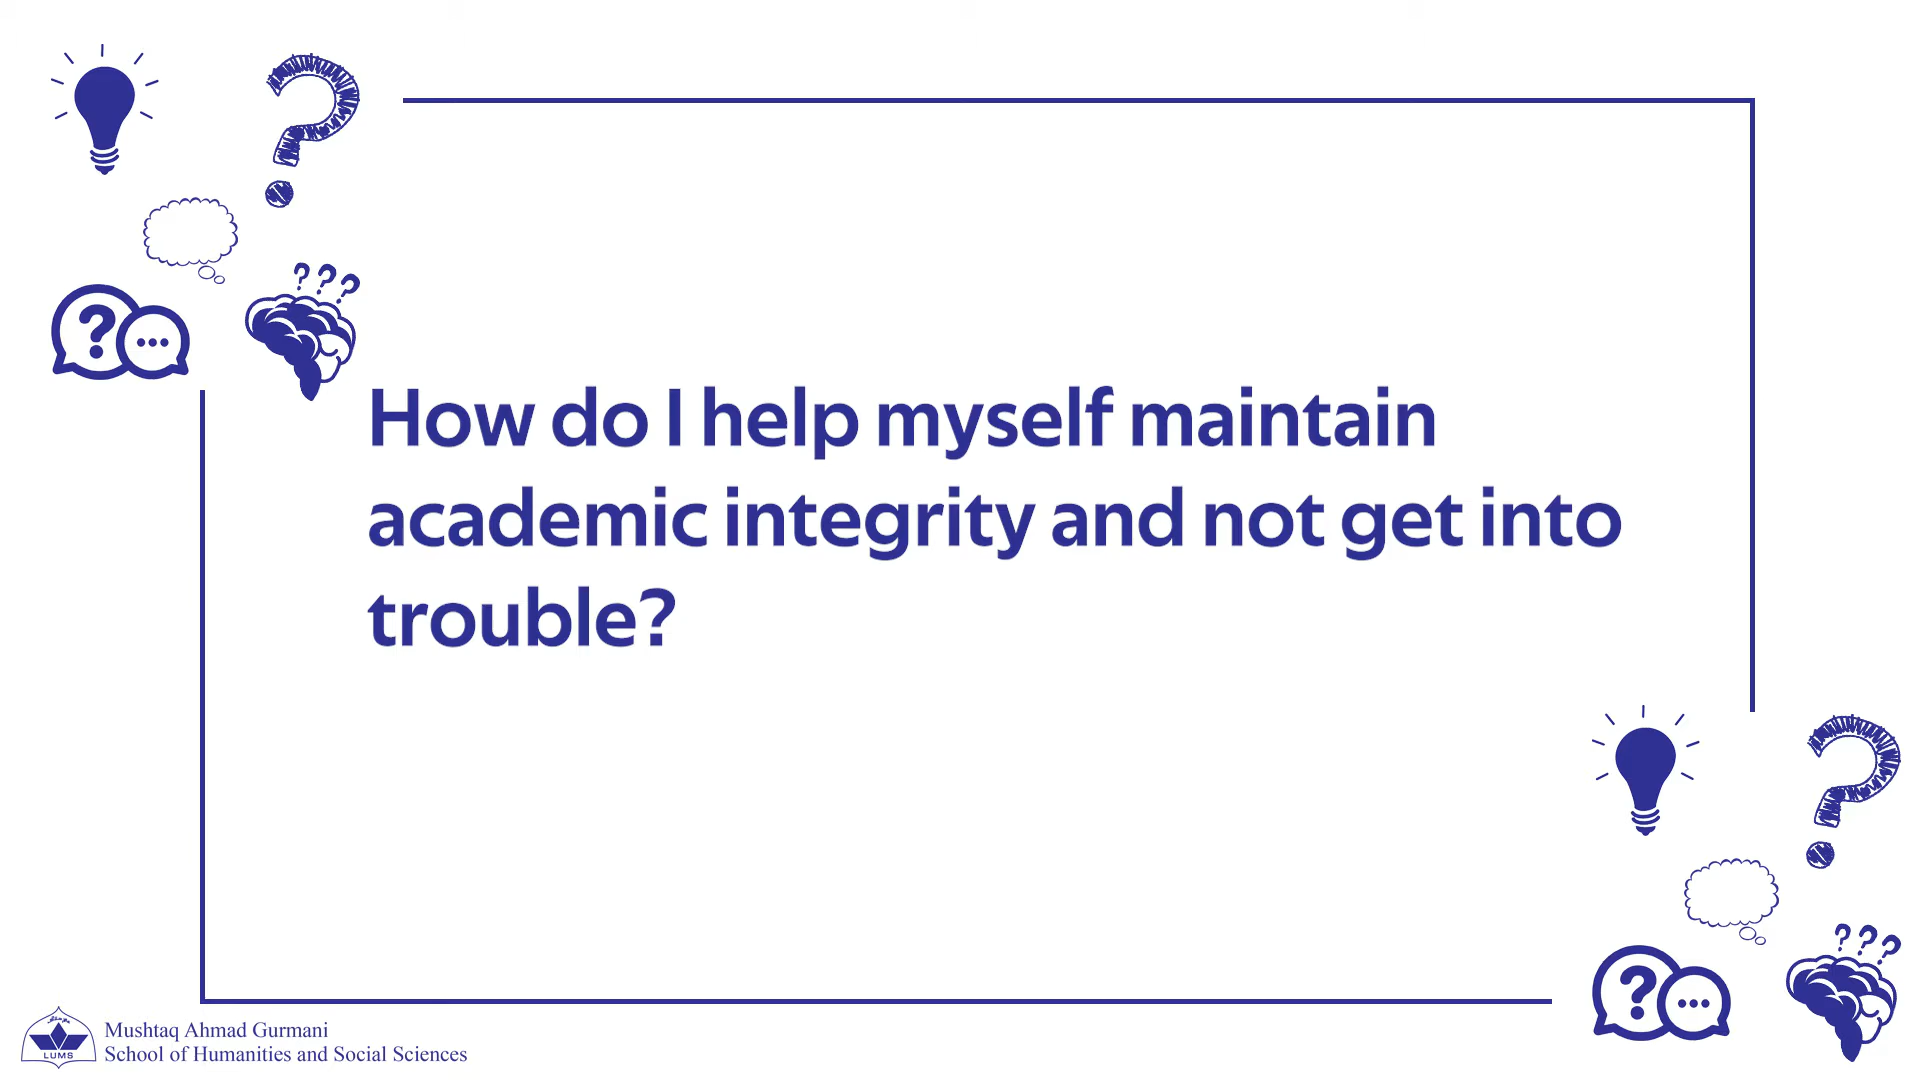 How do I help myself maintain
academic integrity and not get into
trouble?
LUMS
Mushtaq Ahmad Gurmani
School of Humanities and Social Sciences